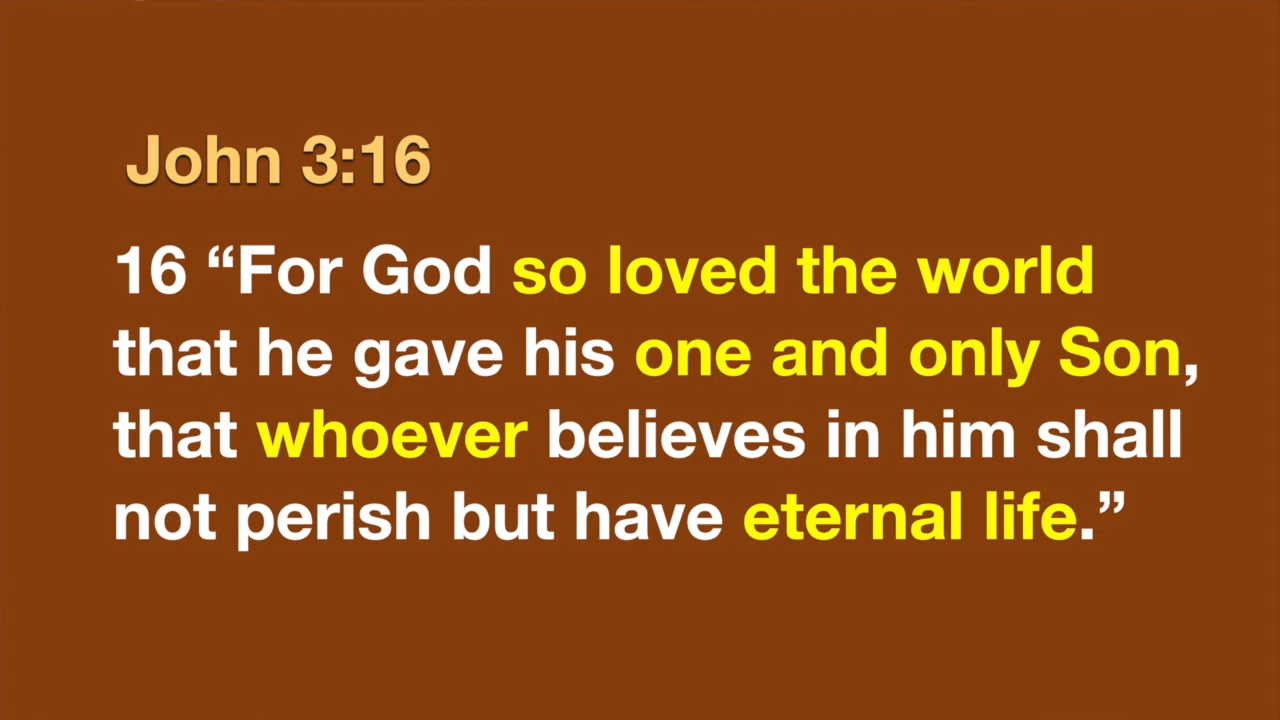 John 3:16
16 “For God so loved the world
that he gave his one and only Son,
that whoever believes in him shall
not perish but have eternal life.”